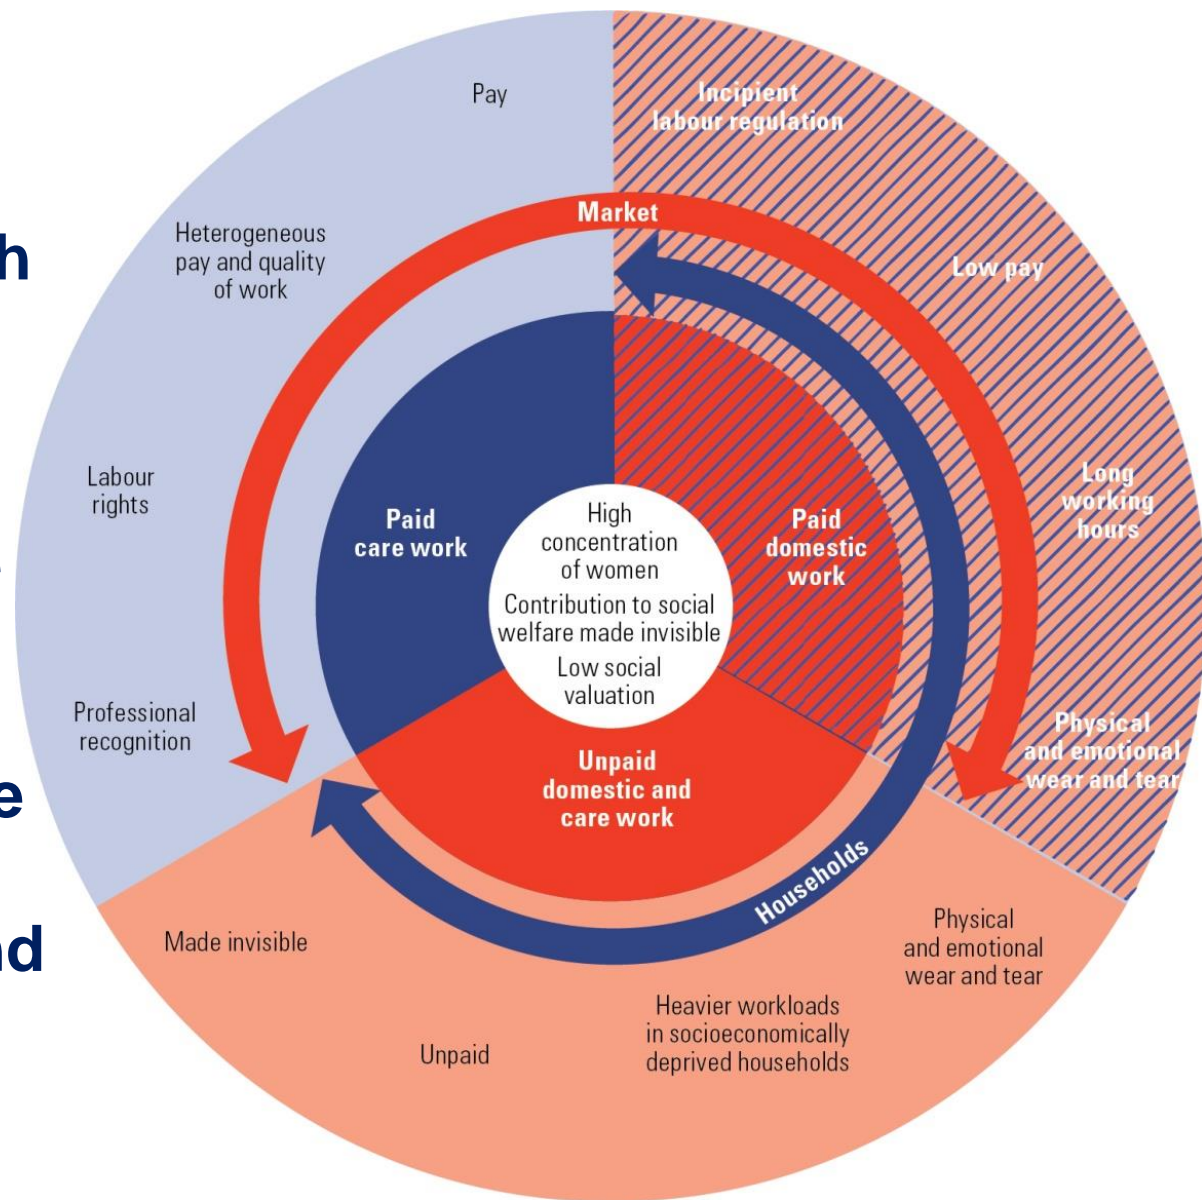 Pay
Incipient
labour regulation
Market
Heterogeneous
pay and quality
of work
Low pay
Labour
rights
Long
working
hours
Paid
care work
High
concentration
of women
Contribution to social
welfare made invisible
Low social
valuation
Paid
domestic
work
Professional
recognition
Physical
and emotional
wear and tear
Unpaid
domestic and
care work
Households
Made invisible
Physical
and emotional
wear and tear
Unpaid
Heavier workloads
in socioeconomically
deprived households